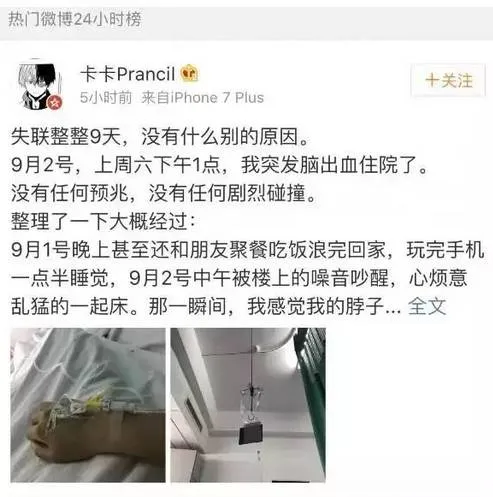 热门微博24小时榜
卡卡Prancil
+关注
5小时前 来自iPhone 7 Plus
失联整整9天，没有什么别的原因。
9月2号，上周六下午1点，我突发脑出血住院了。
没有任何预兆，没有任何剧烈碰撞。
整理了一下大概经过：
9月1号晚上甚至还和朋友聚餐吃饭浪完回家，玩完手机
一点半睡觉，9月2号中午被楼上的噪音吵醒，心烦意
乱猛的一起床。那一瞬间，我感觉我的脖子... 全文